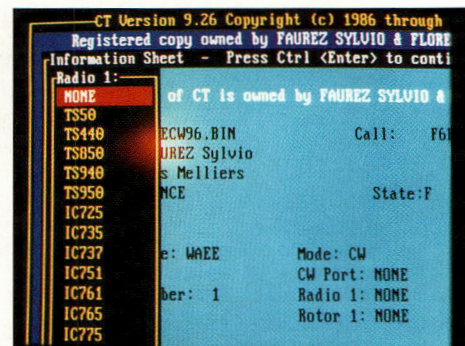 CT Version 9.26 Copyright (c) 1986 through
Registered copy owned by FAUREZ SYLVIO & FLORE
Information Sheet - Press Ctrl <Enter> to conti
Radio 1:
NONE
TS50
TS440
TS850
TS940
TS950
IC725
IC735
IC737
IC751
IC761
IC765
IC775
of CT is owned by FAUREZ SYLVIO &
ECW96.BIN Call: F6
UREZ Sylvio
s Melliers
NCE State:F
e: WAEE Mode: CW
CW Port: NONE
ber: 1 Radio 1: NONE
Rotor 1: NONE